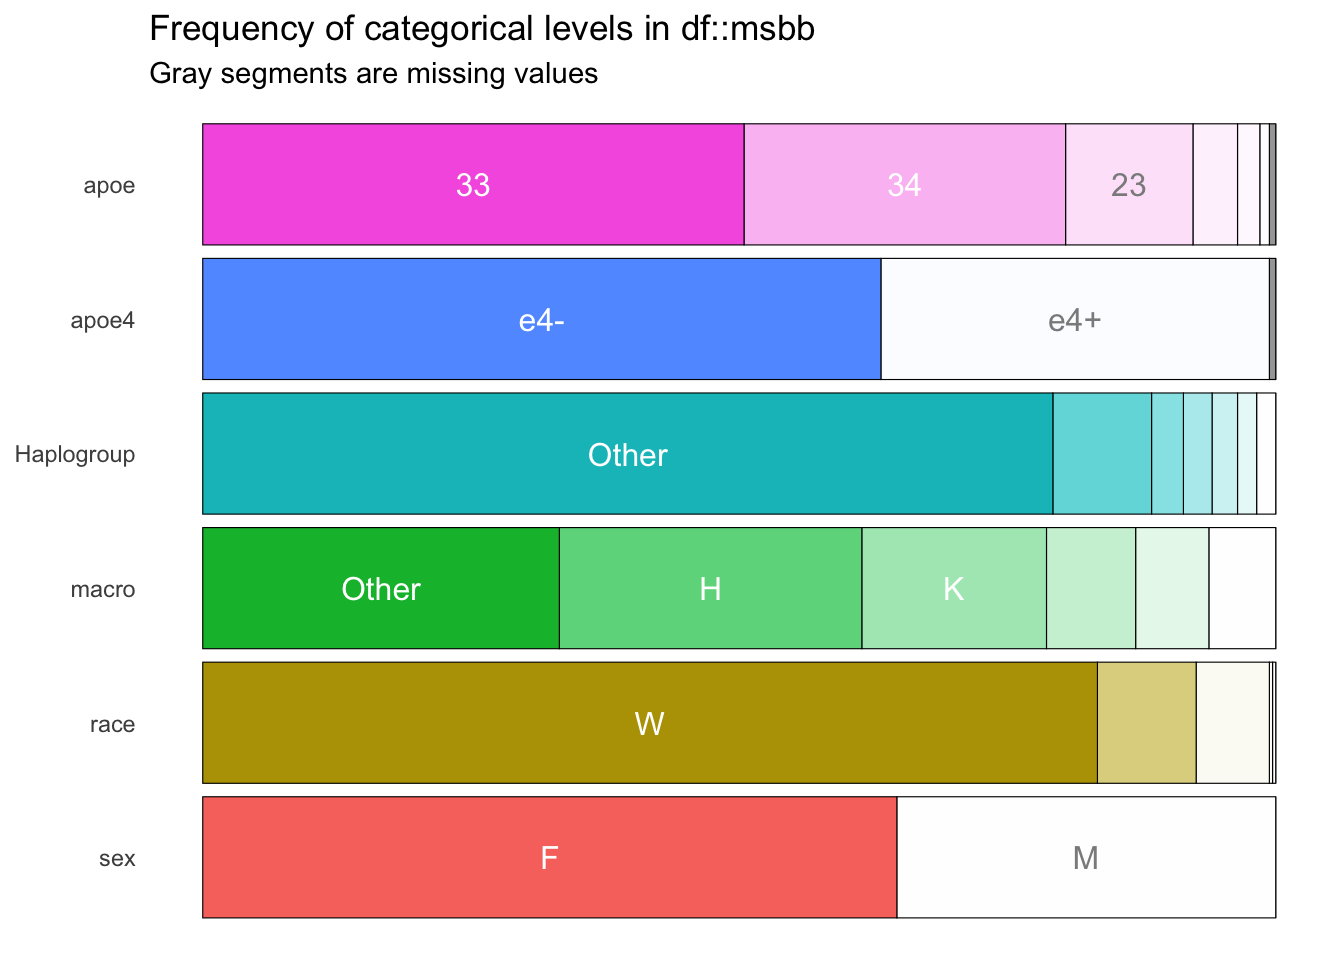 Frequency of categorical levels in df::msbb
Gray segments are missing values
apoe
33
34
23
apoe4
e4-
e4+
Haplogroup
Other
macro
Other
H
K
race
W
sex
F
M